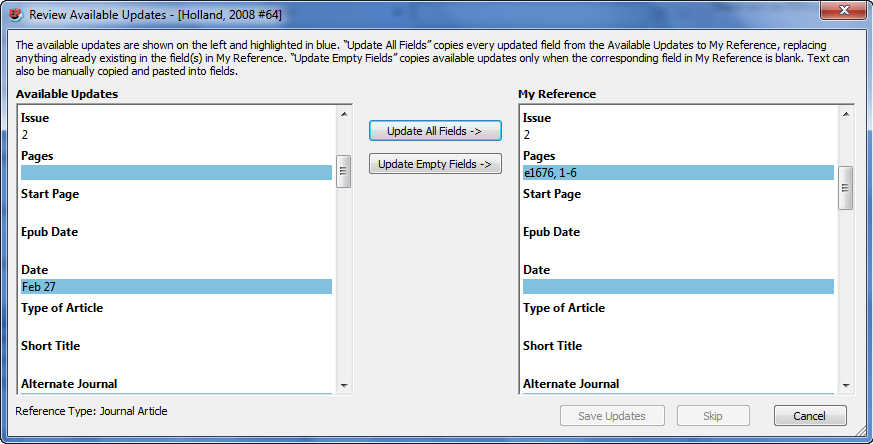 Review Available Updates - [Holland, 2008 #64]
The available updates are shown on the left and highlighted in blue. "Update All Fields" copies every updated field from the Available Updates to My Reference, replacing
anything already existing in the field(s) in My Reference. "Update Empty Fields" copies available updates only when the corresponding field in My Reference is blank. Text can
also be manually copied and pasted into fields.
Available Updates
Issue
2
Pages
Start Page
Epub Date
Date
Feb 27
Type of Article
Short Title
Alternate Journal
Update All Fields ->
Update Empty Fields ->
My Reference
Issue
2
Pages
e1676, 1-6
Start Page
Epub Date
Date
Type of Article
Short Title
Alternate Journal
Reference Type: Journal Article
Save Updates
Skip
Cancel